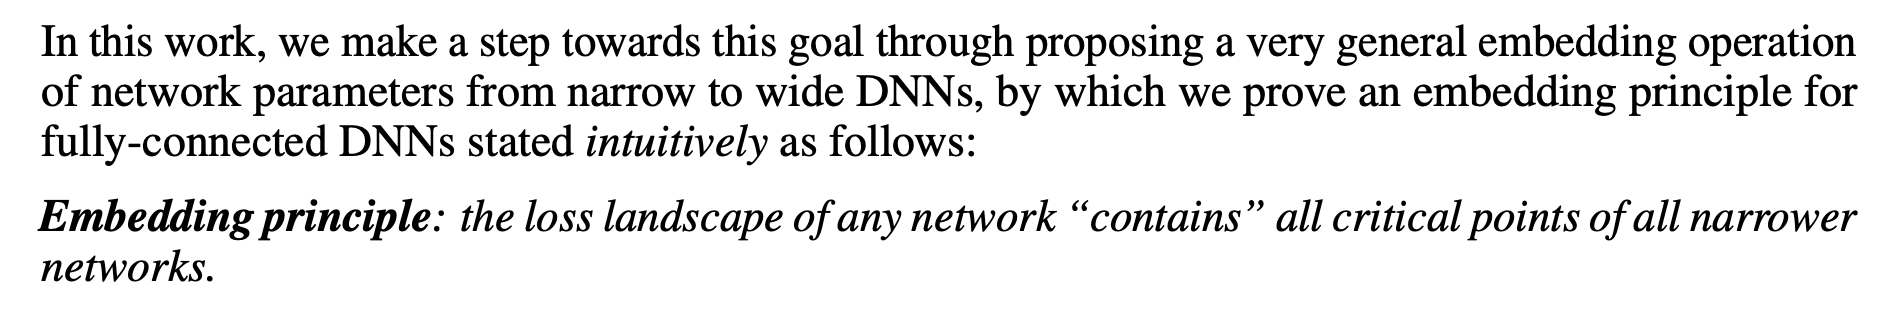 In this work, we make a step towards this goal through proposing a very general embedding operation
of network parameters from narrow to wide DNNs, by which we prove an embedding principle for
fully-connected DNNs stated intuitively as follows:
Embedding principle: the loss landscape of any network “contains” all critical points of all narrower
networks.